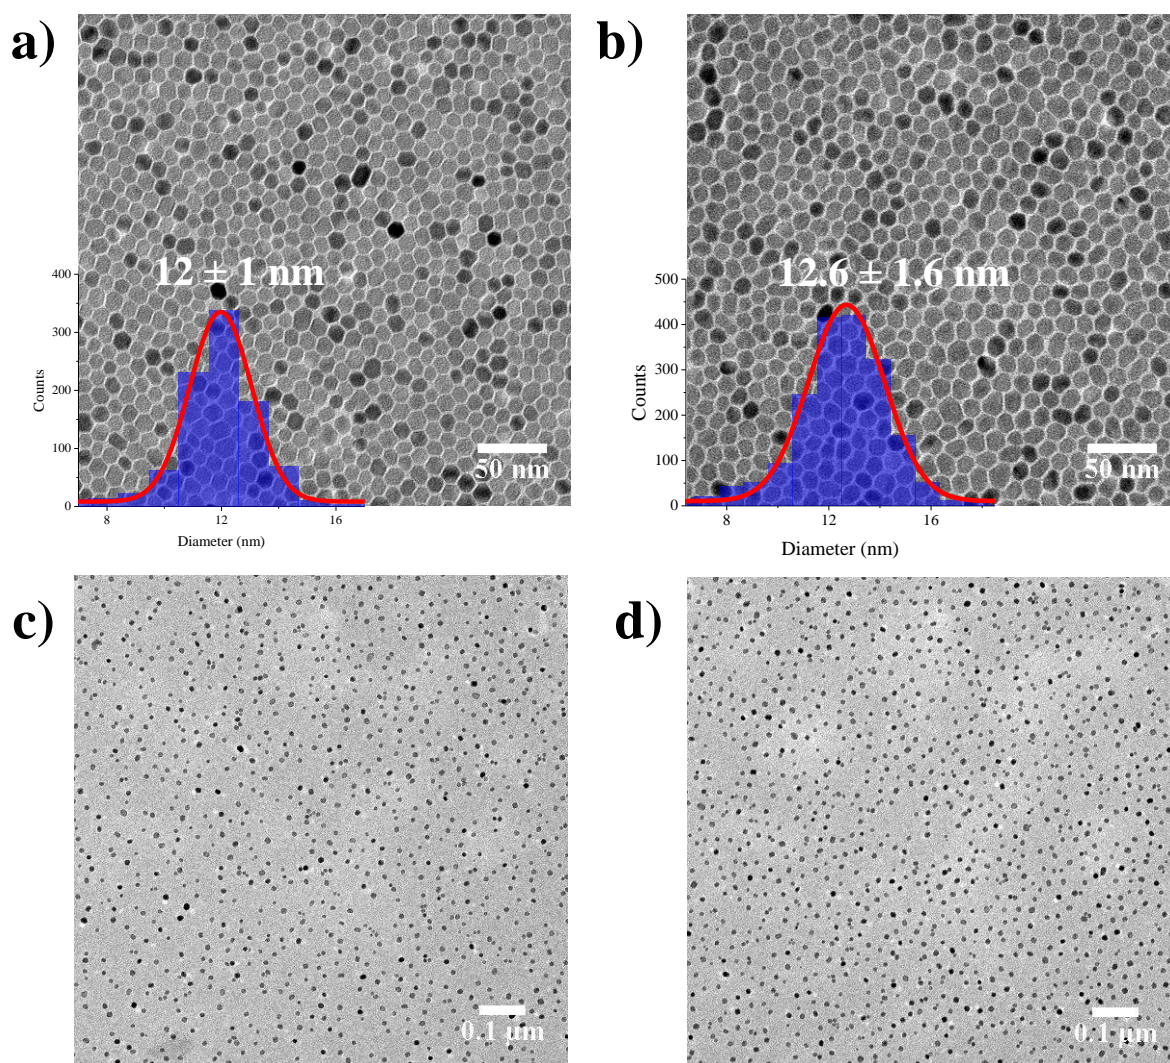 a)
12 ± 1 nm
400
300
200
100
0
Counts
8 12 16
Diameter (nm)
50 nm
b)
12.6 ± 1.6 nm
500
400
300
200
100
0
Counts
8 12 16
Diameter (nm)
50 nm
c)
0.1 µm
d)
0.1 µm